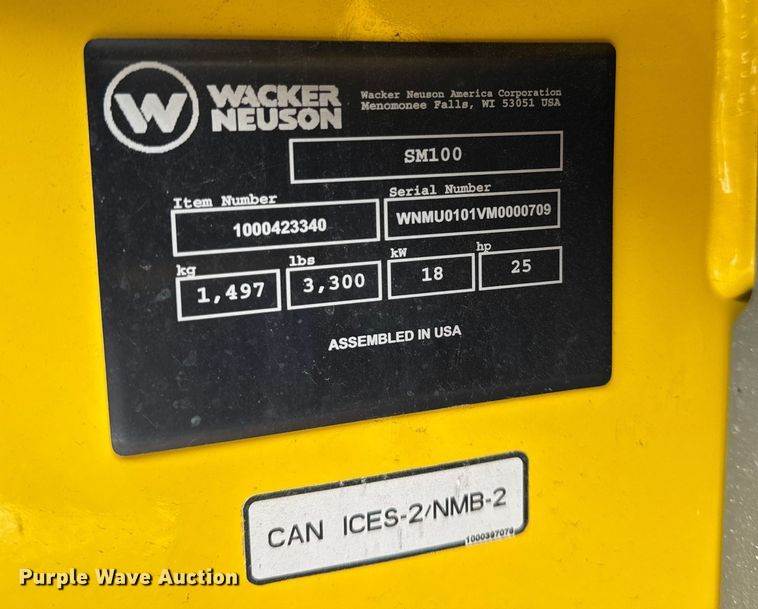 W
WACKER
NEUSON
Wacker Neuson America Corporation
Menomonee Falls, WI 53051 USA
SM100
Item Number
Serial Number
1000423340
WNMU0101VM0000709
kg
lbs
kW
hp
1,497
3,300
18
25
ASSEMBLED IN USA
CAN ICES-2/NMB-2
1000397079
Purple Wave Auction